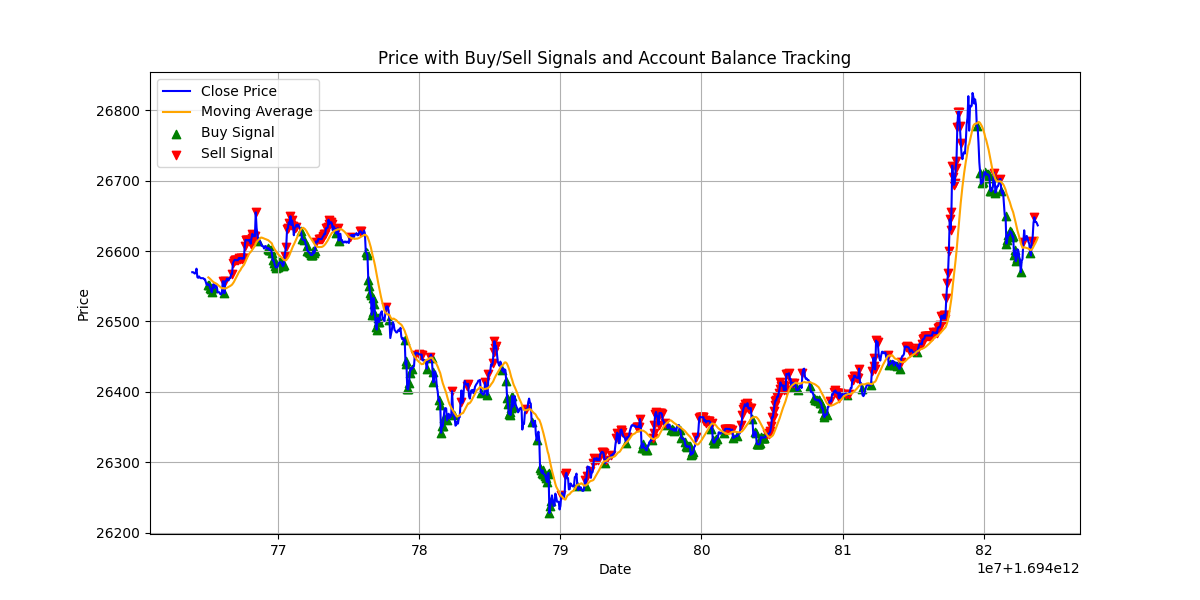 Price with Buy/Sell Signals and Account Balance Tracking
Close Price
Moving Average
Buy Signal
Sell Signal
26800
26700
26600
26500
26400
26300
26200
Price
77 78 79 80 81 82
Date
1e7+1.694e12